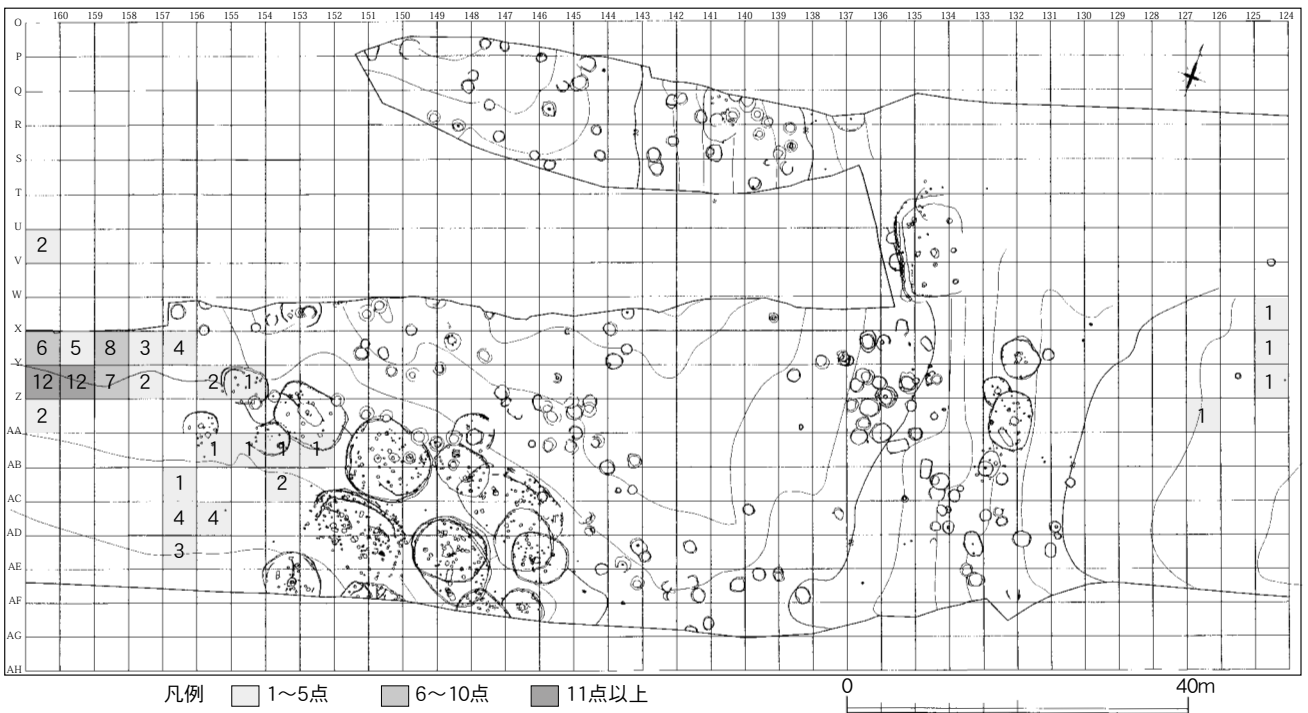 160 159 158 157 156 155 154 153 152 151 150 149 148 147 146 145 144 143 142 141 140 139 138 137 136 135 134 133 132 131 130 129 128 127 126 125 124
O
P
Q
R
S
T
U
2
V
W
1
X
6 5 8 3 4 1
Y
12 12 7 2 2 1 1
Z
2 1
AA
1 1 1 1
AB
1 2
AC
4 4
AD
3
AE
AF
AG
AH
凡例 1～5点 6～10点 11点以上
0 40m